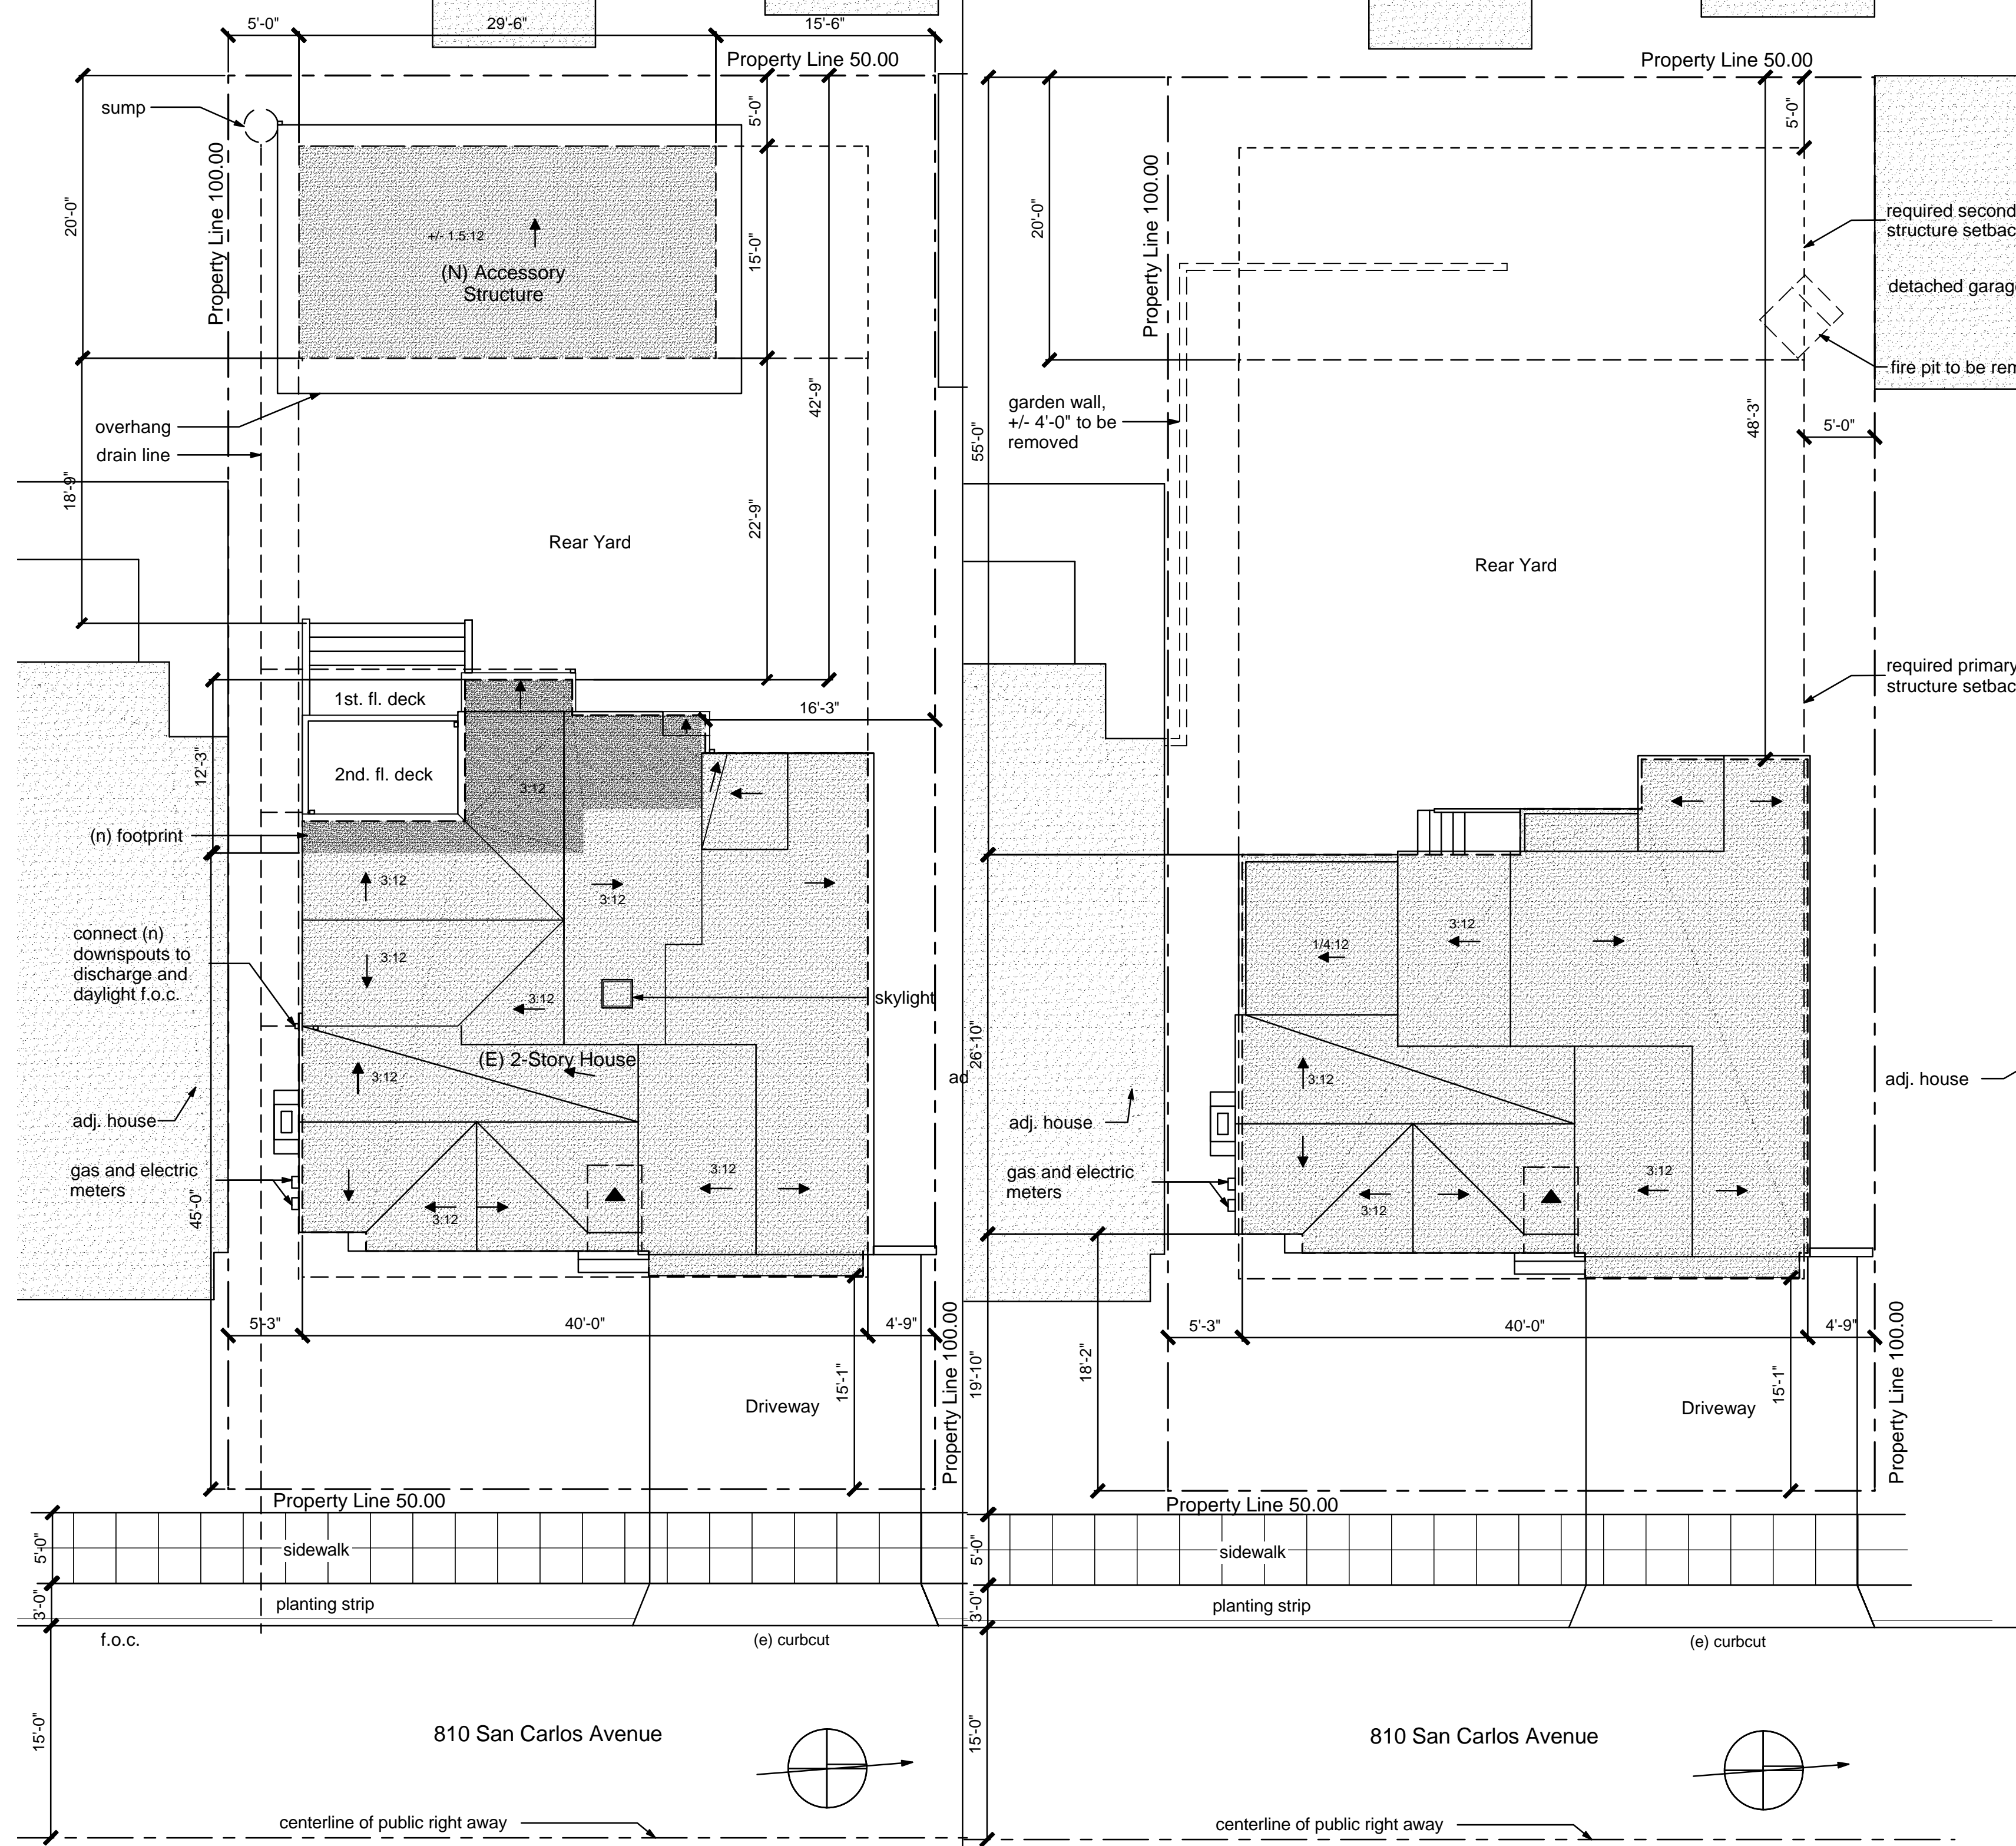 5'-0"
29'-6"
15'-6"
Property Line 50.00
sump
5'-0"
Property Line 100.00
20'-0"
+/- 1.5:12
(N) Accessory
Structure
15'-0"
42'-9"
overhang
drain line
18'-9"
22'-9"
Rear Yard
1st. fl. deck
16'-3"
2nd. fl. deck
3:12
12'-3"
(n) footprint
3:12
3:12
connect (n)
downspouts to
discharge and
daylight f.o.c.
3:12
3:12
skylight
(E) 2-Story House
3:12
ad
adj. house
gas and electric
meters
3:12
3:12
45'-0"
5'-3"
40'-0"
4'-9"
15'-1"
Driveway
Property Line 100.00
Property Line 50.00
5'-0"
sidewalk
3'-0"
planting strip
f.o.c.
(e) curbcut
15'-0"
810 San Carlos Avenue
centerline of public right away
Property Line 50.00
5'-0"
Property Line 100.00
20'-0"
required second
structure setbac
detached garag
fire pit to be rem
garden wall,
+/- 4'-0" to be
removed
55'-0"
48'-3"
5'-0"
Rear Yard
required primary
structure setbac
3:12
1/4:12
26'-10"
3:12
adj. house
adj. house
gas and electric
meters
3:12
3:12
5'-3"
40'-0"
4'-9"
19'-10"
18'-2"
15'-1"
Driveway
Property Line 100.00
Property Line 50.00
5'-0"
sidewalk
3'-0"
planting strip
(e) curbcut
15'-0"
810 San Carlos Avenue
centerline of public right away